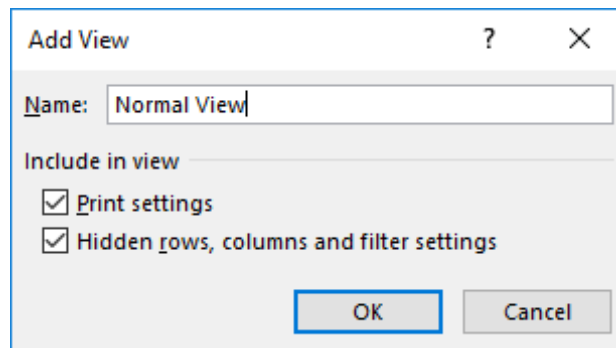 Add View ?
Name: Normal View
Include in view
Print settings
Hidden rows, columns and filter settings
OK Cancel